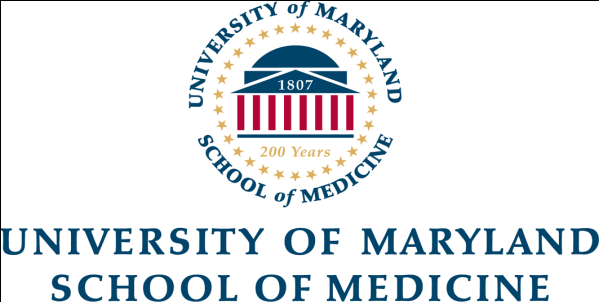 UNIVERSITY of MARYLAND
1807
200 Years
SCHOOL of MEDICINE
UNIVERSITY OF MARYLAND
SCHOOL OF MEDICINE